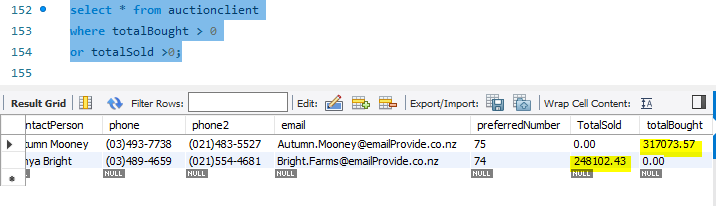 152 select * from auctionclient
153 where totalBought > 0
154 or totalSold >0;
155
Result Grid Filter Rows: Edit: Export/Import: Wrap Cell Content: IA
ntactPerson phone phone2 email preferredNumber TotalSold totalBought
umn Mooney (03)493-7738 (021)483-5527 Autumn.Mooney@emailProvide.co.nz 75 0.00 317073.57
ya Bright (03)489-4659 (021)554-4681 Bright.Farms@emailProvide.co.nz 74 248102.43 0.00
NULL NULL NULL NULL NULL NULL NULL